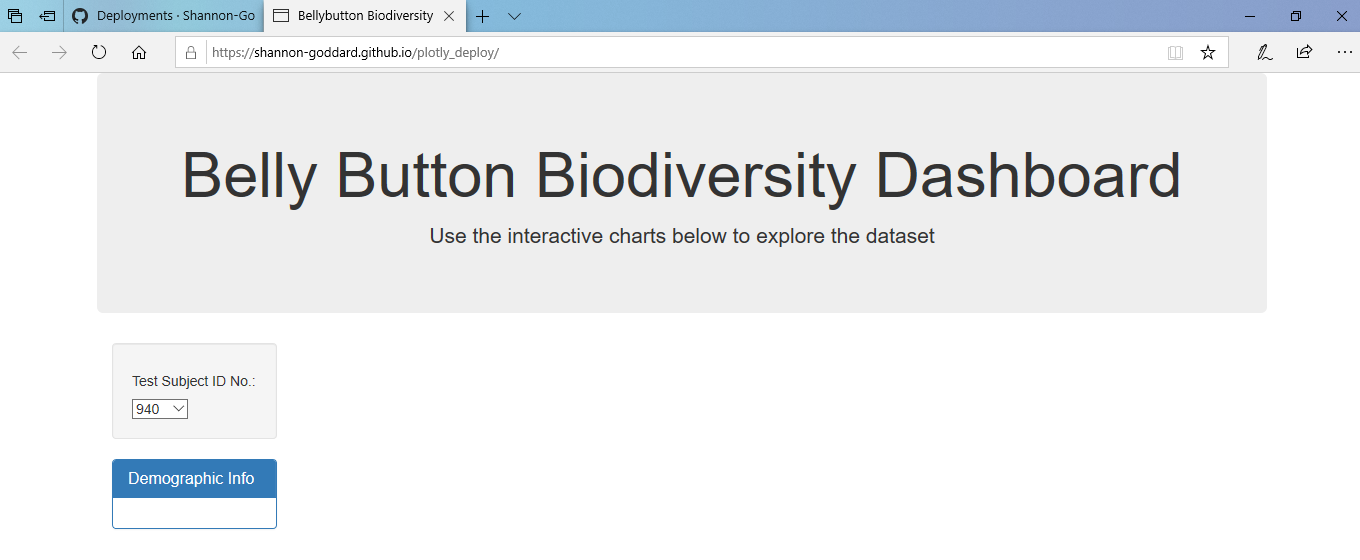 Deployments · Shannon-Go
Bellybutton Biodiversity
https://shannon-goddard.github.io/plotly_deploy/
Belly Button Biodiversity Dashboard
Use the interactive charts below to explore the dataset
Test Subject ID No.:
940
Demographic Info